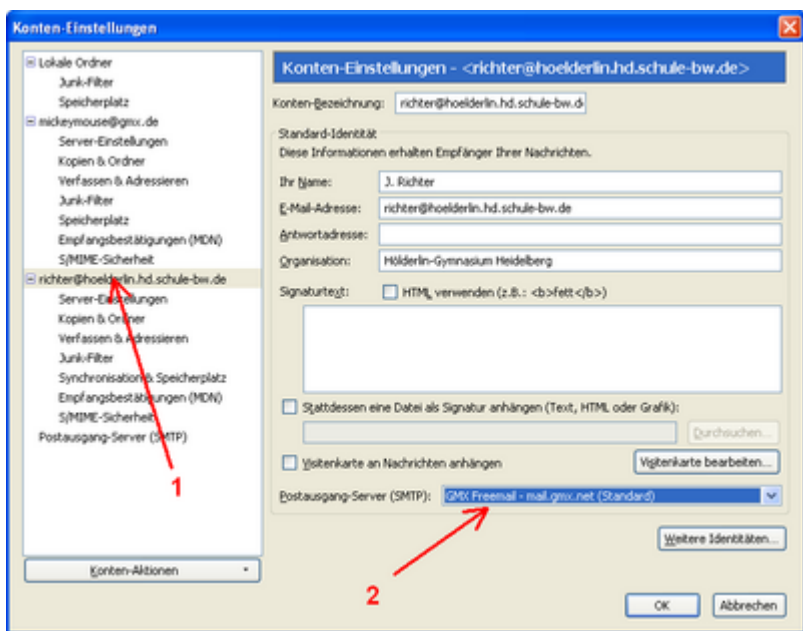 Konten-Einstellungen
Lokale Ordner
Junk-Filter
Speicherplatz
mickeymouse@gmx.de
Server-Einstellungen
Kopien & Ordner
Verfassen & Adressieren
Junk-Filter
Speicherplatz
Empfangsbestätigungen (MDN)
S/MIME-Sicherheit
richter@hoelderlin.hd.schule-bw.de
Server-Einstellungen
Kopien & Ordner
Verfassen & Adressieren
Junk-Filter
Synchronisation & Speicherplatz
Empfangsbestätigungen (MDN)
S/MIME-Sicherheit
Postausgang-Server (SMTP)
1
Konten-Aktionen
Konten-Einstellungen - <richter@hoelderlin.hd.schule-bw.de>
Konten-Bezeichnung: richter@hoelderlin.hd.schule-bw.d
Standard-Identität
Diese Informationen erhalten Empfänger Ihrer Nachrichten.
Ihr Name: J. Richter
E-Mail-Adresse: richter@hoelderlin.hd.schule-bw.de
Antwortadresse:
Organisation: Hölderlin-Gymnasium Heidelberg
Signaturtext: HTML verwenden (z.B.: <b>fett</b>)
Stattdessen eine Datei als Signatur anhängen (Text, HTML oder Grafik):
Durchsuchen...
Visitenkarte an Nachrichten anhängen Visitenkarte bearbeiten...
Postausgang-Server (SMTP): GMX Freemail - mail.gmx.net (Standard)
Weitere Identitäten...
2
OK Abbrechen